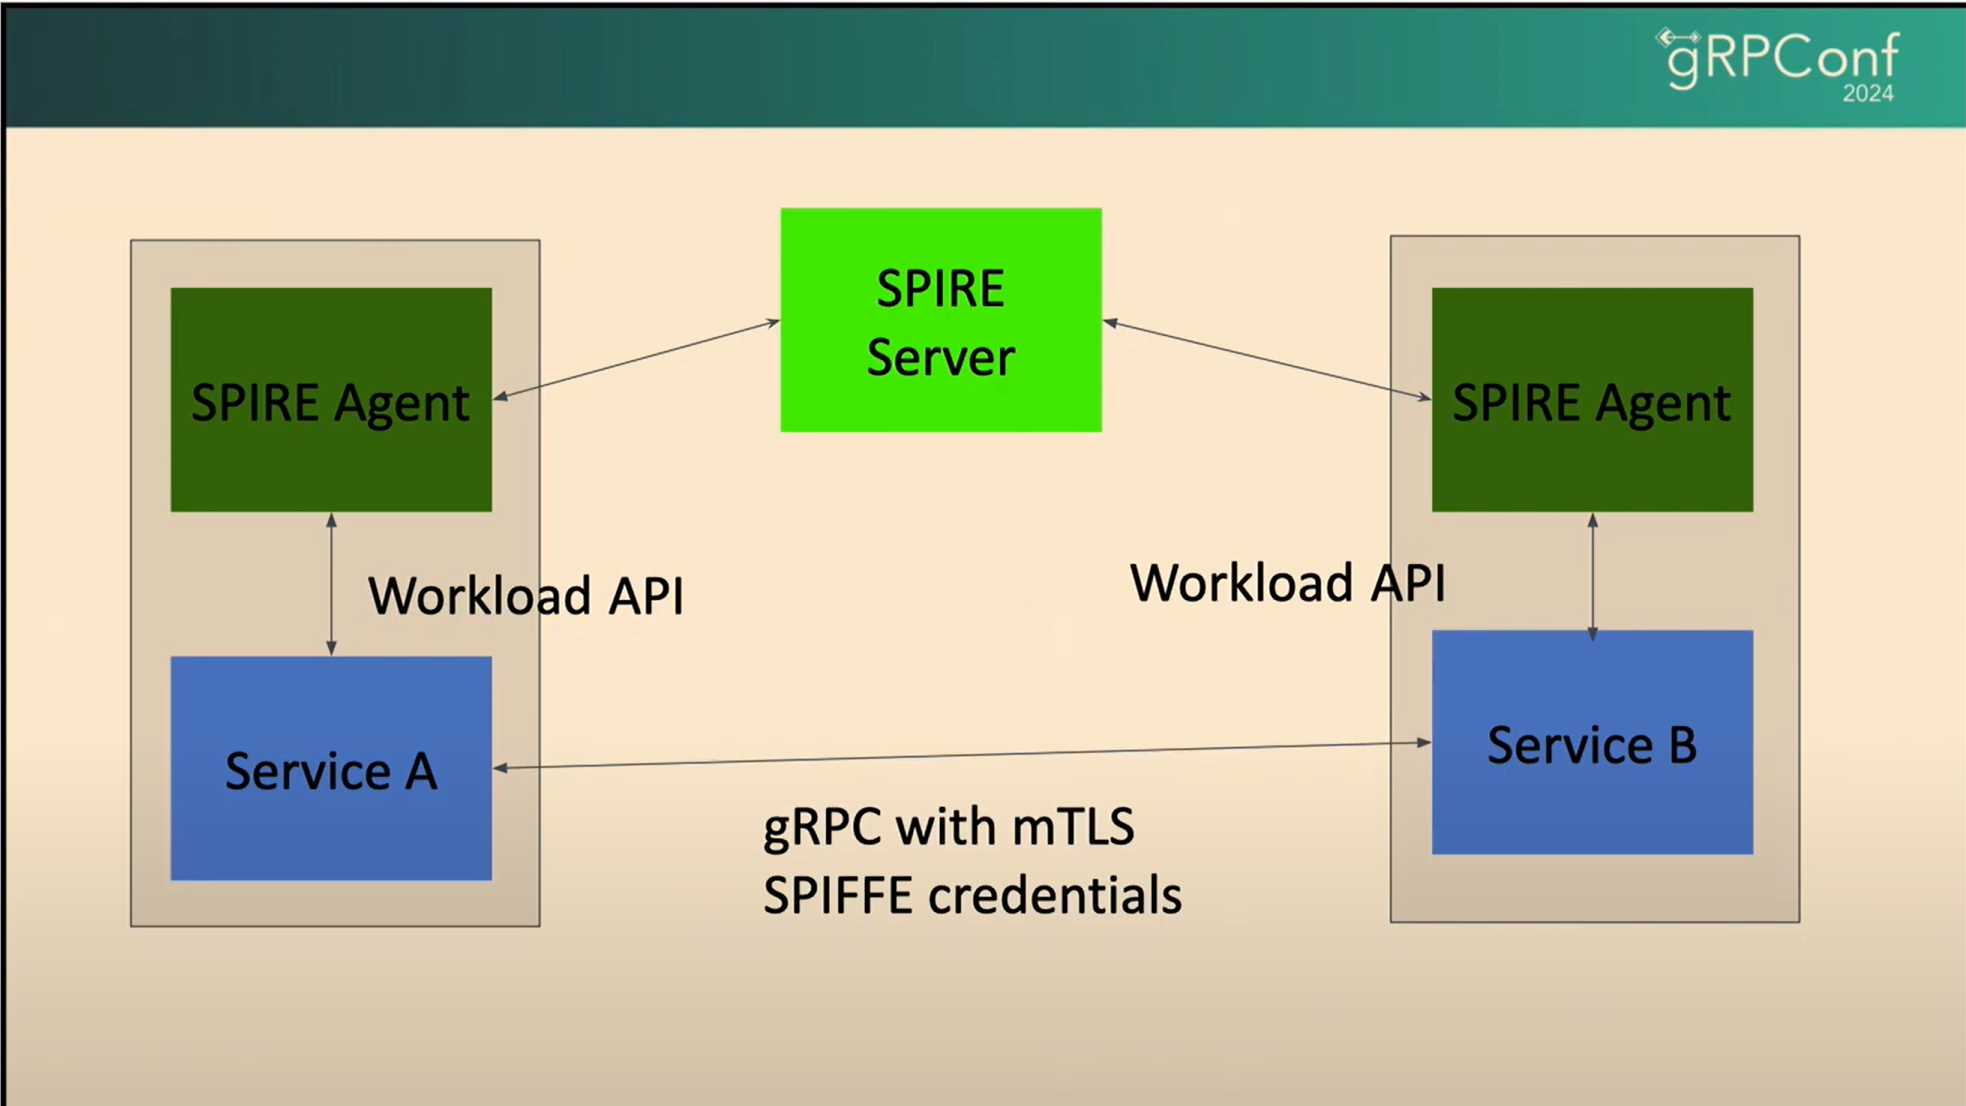 gRPConf
2024
SPIRE
Server
SPIRE Agent
SPIRE Agent
Workload API
Workload API
Service A
Service B
gRPC with mTLS
SPIFFE credentials